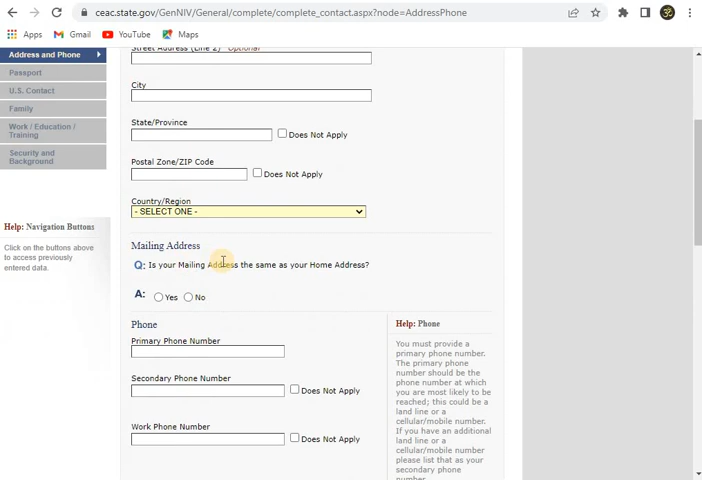 ceac.state.gov/GenNIV/General/complete/complete_contact.aspx?node=AddressPhone
Apps Gmail YouTube Maps
Address and Phone
Passport
U.S. Contact
Family
Work / Education /
Training
Security and
Background
Help: Navigation Buttons
Click on the buttons above
to access previously
entered data.
Street Address (Line 2) *Optional
City
State/Province
Does Not Apply
Postal Zone/ZIP Code
Does Not Apply
Country/Region
- SELECT ONE -
Mailing Address
Q: Is your Mailing Address the same as your Home Address?
A: Yes No
Phone
Primary Phone Number
Secondary Phone Number
Does Not Apply
Work Phone Number
Does Not Apply
Help: Phone
You must provide a
primary phone number.
The primary phone
number should be the
phone number at which
you are most likely to be
reached; this could be a
land line or a
cellular/mobile number.
If you have an additional
land line or a
cellular/mobile number
please list that as your
secondary phone
number.